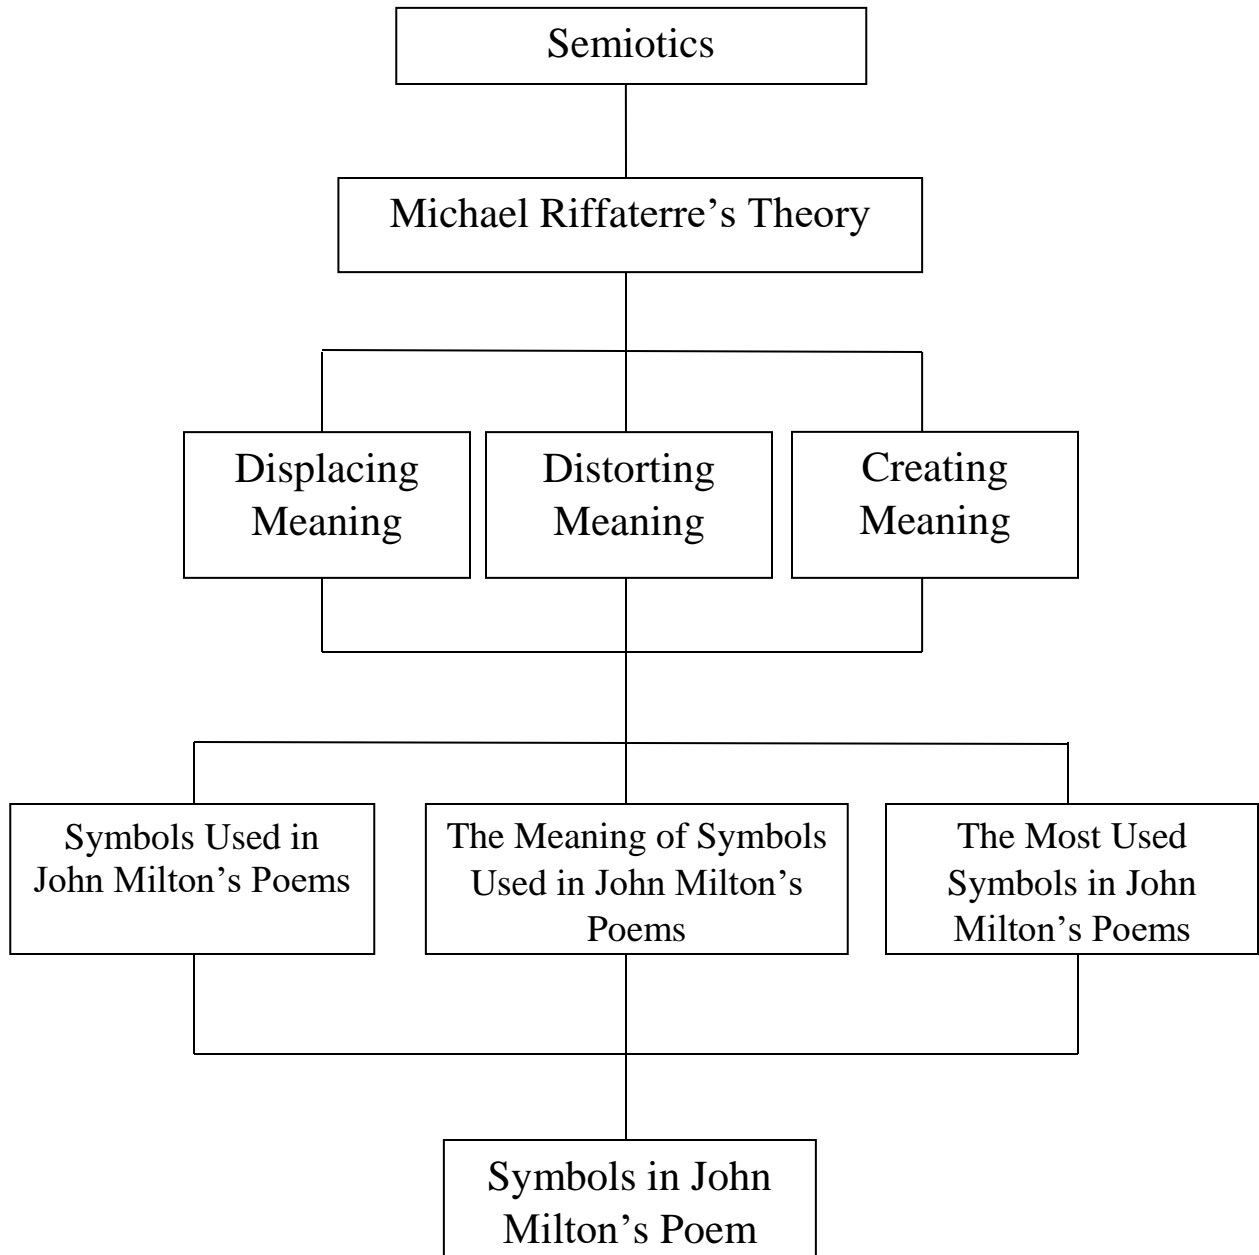 Semiotics
Michael Riffaterre’s Theory
Displacing
Meaning
Distorting
Meaning
Creating
Meaning
Symbols Used in
John Milton’s Poems
The Meaning of Symbols
Used in John Milton’s
Poems
The Most Used
Symbols in John
Milton’s Poems
Symbols in John
Milton’s Poem